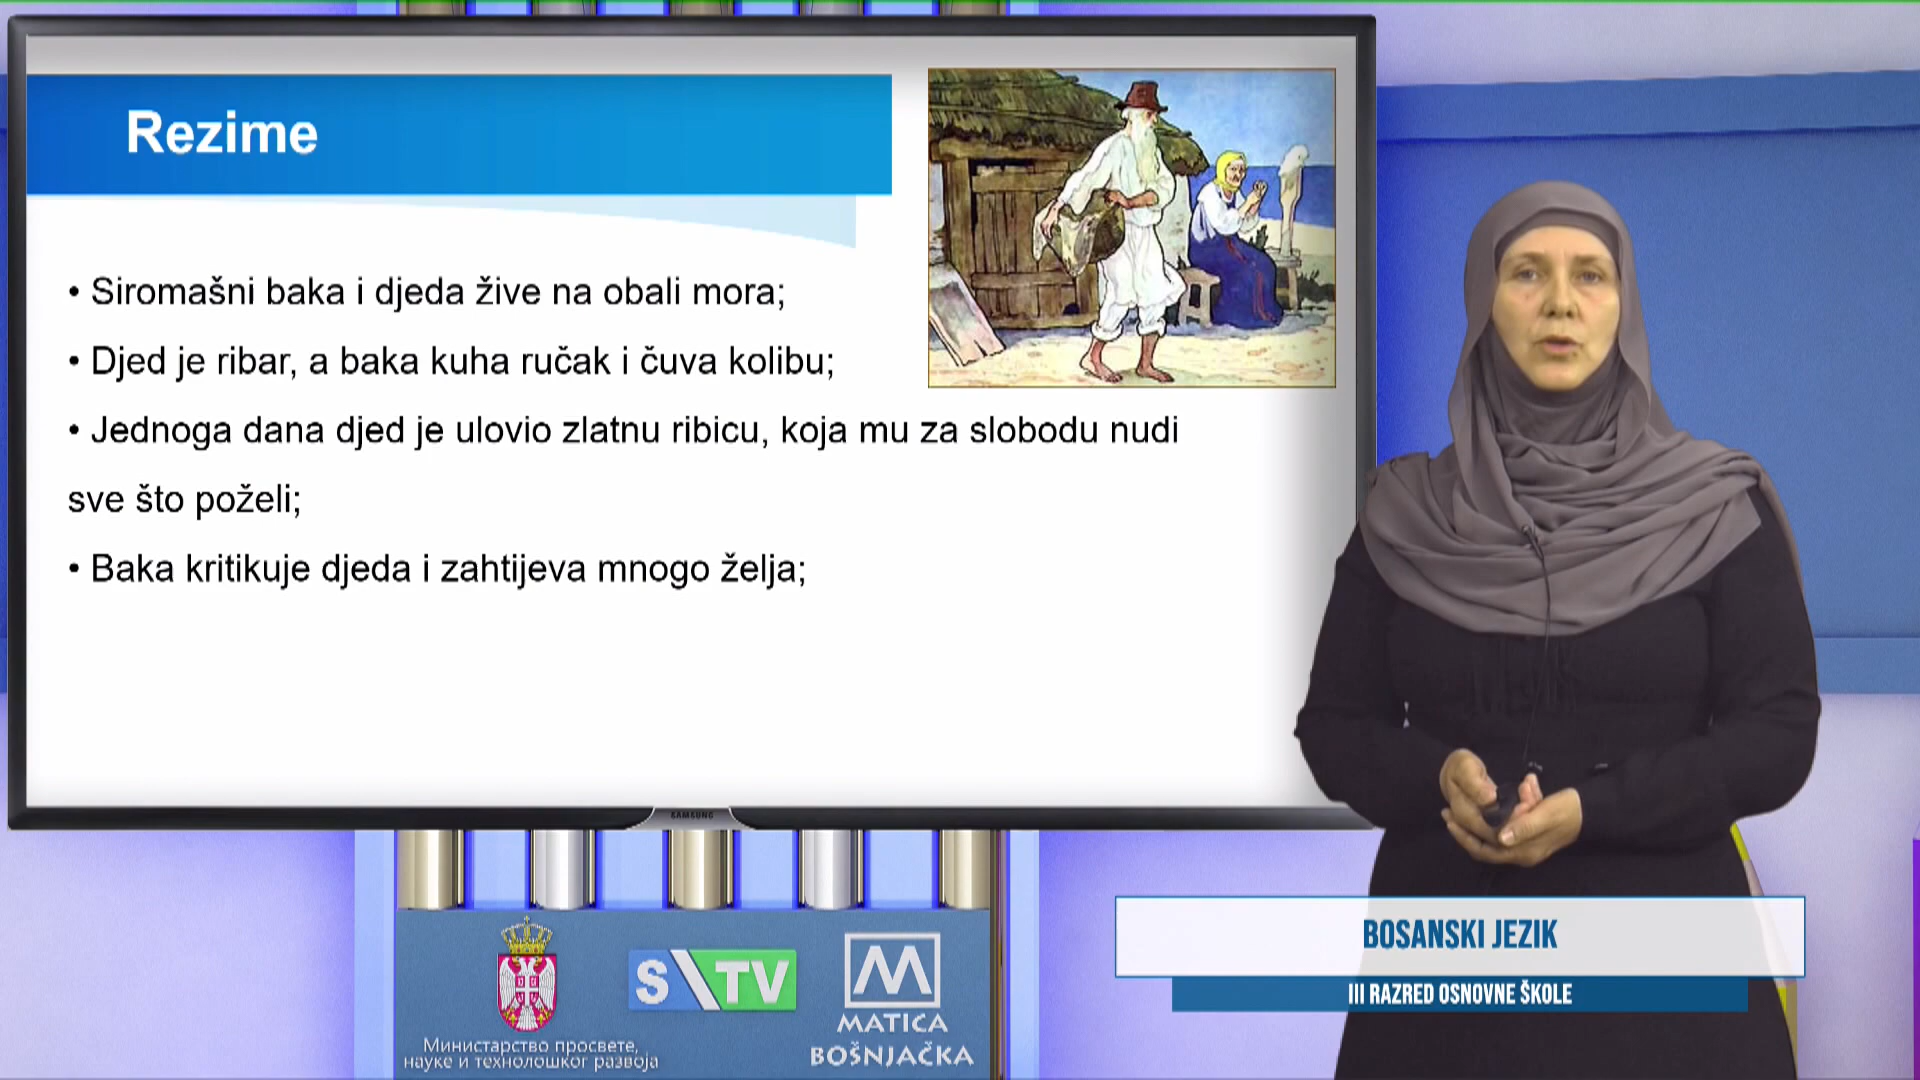 Rezime
• Siromašni baka i djeda žive na obali mora;
• Djed je ribar, a baka kuha ručak i čuva kolibu;
• Jednoga dana djed je ulovio zlatnu ribicu, koja mu za slobodu nudi
sve što poželi;
• Baka kritikuje djeda i zahtijeva mnogo želja;
SAMSUNG
Министарство просвете,
науке и технолошког развоја
S TV
MATICA
BOŠNJAČKA
BOSANSKI JEZIK
III RAZRED OSNOVNE ŠKOLE